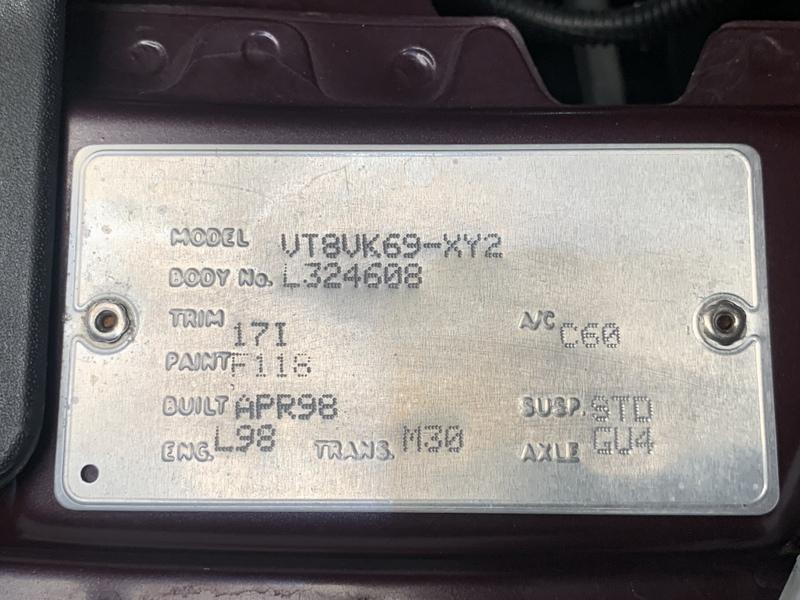 MODEL VT8VK69-XY2
BODY No. L324608
TRIM 17I A/C C60
PAINT F118
BUILT APR98 SUSP. STD
ENG. L98 TRANS. M30 AXLE GU4